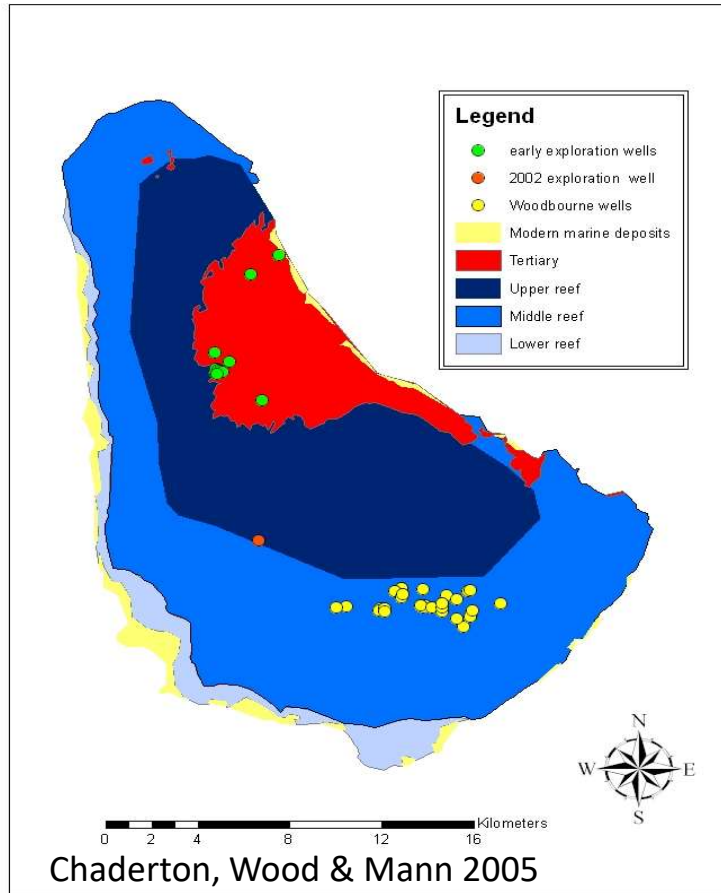 Legend
early exploration wells
2002 exploration well
Woodbourne wells
Modern marine deposits
Tertiary
Upper reef
Middle reef
Lower reef
N
W E
S
Kilometers
0 2 4 8 12 16
Chaderton, Wood & Mann 2005